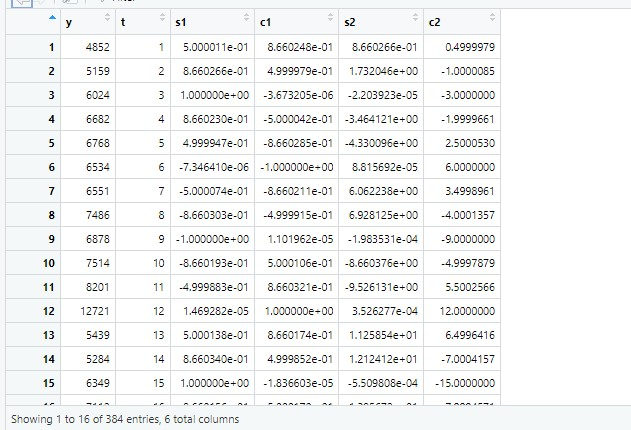 y t s1 c1 s2 c2
1 4852 1 5.000011e-01 8.660248e-01 8.660266e-01 0.4999979
2 5159 2 8.660266e-01 4.999979e-01 1.732046e+00 -1.0000085
3 6024 3 1.000000e+00 -3.673205e-06 -2.203923e-05 -3.0000000
4 6682 4 8.660230e-01 -5.000042e-01 -3.464121e+00 -1.9999661
5 6768 5 4.999947e-01 -8.660285e-01 -4.330096e+00 2.5000530
6 6534 6 -7.346410e-06 -1.000000e+00 8.815692e-05 6.0000000
7 6551 7 -5.000074e-01 -8.660211e-01 6.062238e+00 3.4998961
8 7486 8 -8.660303e-01 -4.999915e-01 6.928125e+00 -4.0001357
9 6878 9 -1.000000e+00 1.101962e-05 -1.983531e-04 -9.0000000
10 7514 10 -8.660193e-01 5.000106e-01 -8.660376e+00 -4.9997879
11 8201 11 -4.999883e-01 8.660321e-01 -9.526131e+00 5.5002566
12 12721 12 1.469282e-05 1.000000e+00 3.526277e-04 12.0000000
13 5439 13 5.000138e-01 8.660174e-01 1.125854e+01 6.4996416
14 5284 14 8.660340e-01 4.999852e-01 1.212412e+01 -7.0004157
15 6349 15 1.000000e+00 -1.836603e-05 -5.509808e-04 -15.0000000
Showing 1 to 16 of 384 entries, 6 total columns